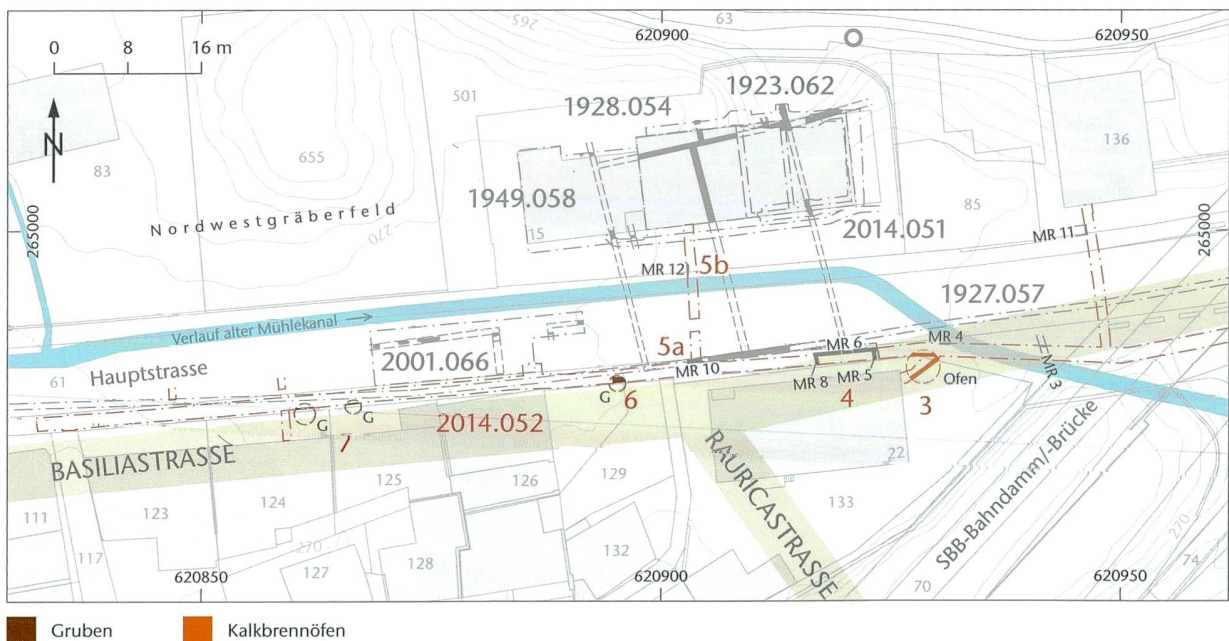 620900
63
265
620950
0 8 16 m
N
1928.054
1923.062
501
655
83
136
1949.058
Nordwestgräberfeld
270
15
85
2014.051
265000
265000
MR 11
MR 12
5b
1927.057
Verlauf alter Mühlekanal
2001.066
5a
MR 6
MR 4
61
Hauptstrasse
MR 10
MR 8
MR 5
MR 3
Ofen
G
G
G
6
4
3
7
2014.052
BASILIASTRASSE
RAURICASTRASSE
22
SBB-Bahndamm/-Brücke
111
123
124
125
126
129
133
117
270
127
128
132
270
74
70
620850
620900
620950
Gruben
Kalkbrennöfen